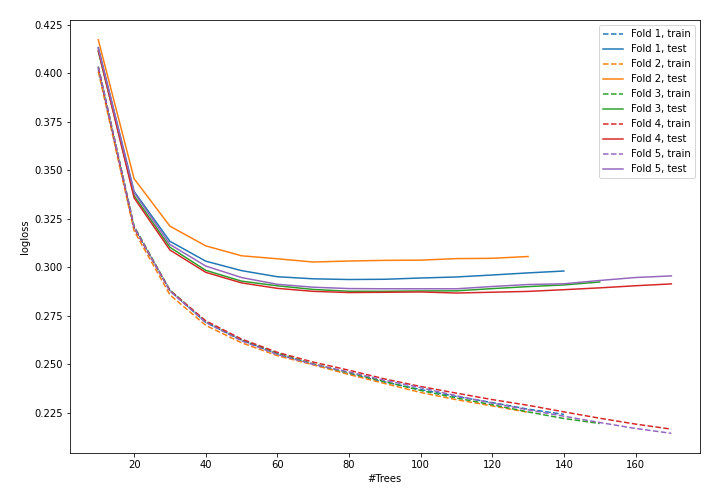 0.425
0.400
0.375
0.350
0.325
0.300
0.275
0.250
0.225
logloss
20
40
60
80
100
120
140
160
#Trees
Fold 1, train
Fold 1, test
Fold 2, train
Fold 2, test
Fold 3, train
Fold 3, test
Fold 4, train
Fold 4, test
Fold 5, train
Fold 5, test